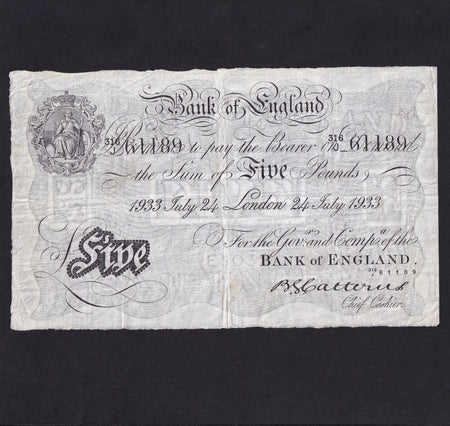 Bank of England
316/J 61189 to pay the Bearer on 316/J 61189
the Sum of Five Pounds
1933 July 24 London 24 July 1933
For the Gov.r and Comp.a of the
Five
BANK of ENGLAND.
316/J 61189
B G Catterns
Chief Cashier.